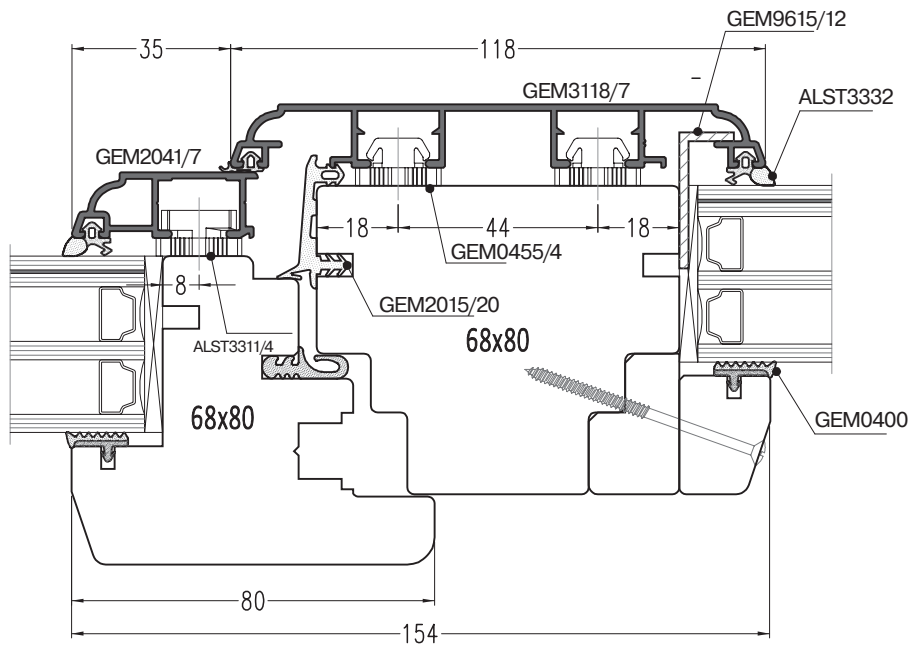 GEM9615/12
35
118
GEM3118/7
ALST3332
GEM2041/7
18
44
18
GEM0455/4
8
GEM2015/20
ALST3311/4
68x80
68x80
GEM0400
80
154